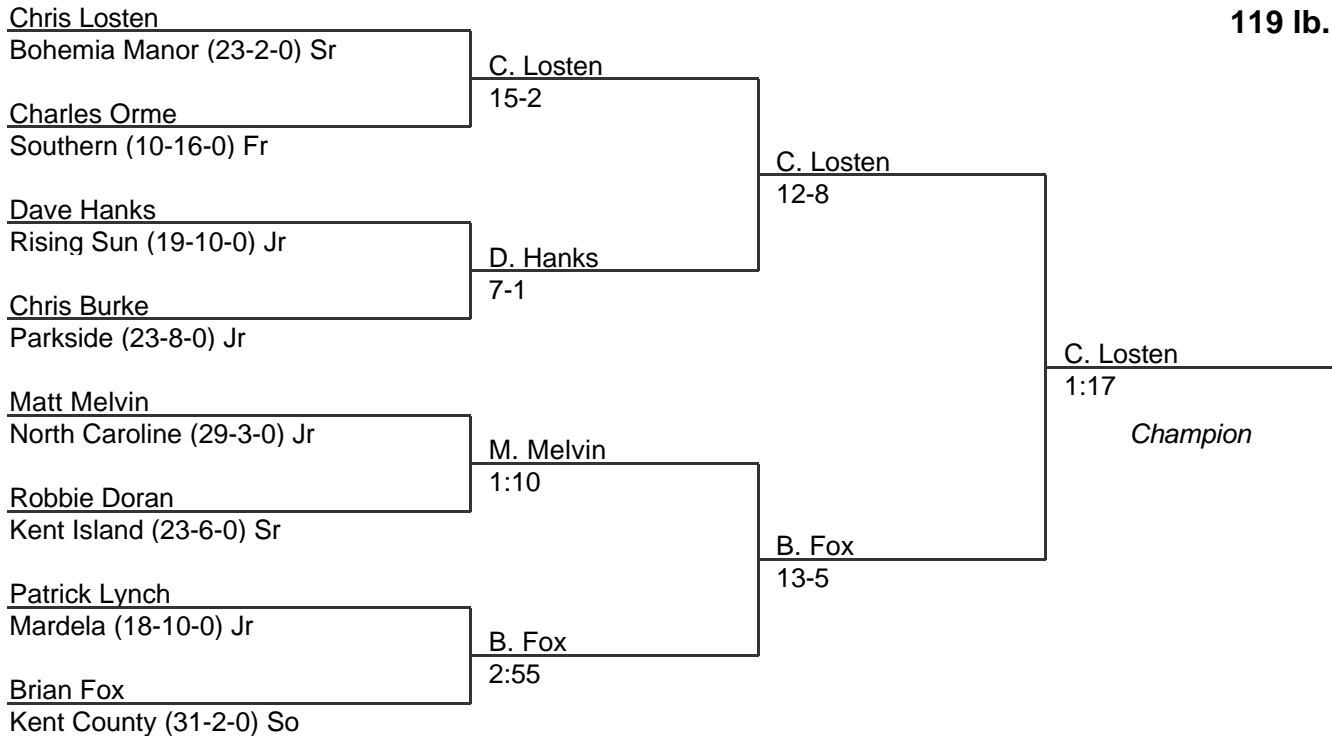 119 lb.
Chris Losten
Bohemia Manor (23-2-0) Sr
C. Losten
15-2
Charles Orme
Southern (10-16-0) Fr
C. Losten
12-8
Dave Hanks
Rising Sun (19-10-0) Jr
D. Hanks
7-1
Chris Burke
Parkside (23-8-0) Jr
C. Losten
1:17
Champion
Matt Melvin
North Caroline (29-3-0) Jr
M. Melvin
1:10
Robbie Doran
Kent Island (23-6-0) Sr
B. Fox
13-5
Patrick Lynch
Mardela (18-10-0) Jr
B. Fox
2:55
Brian Fox
Kent County (31-2-0) So